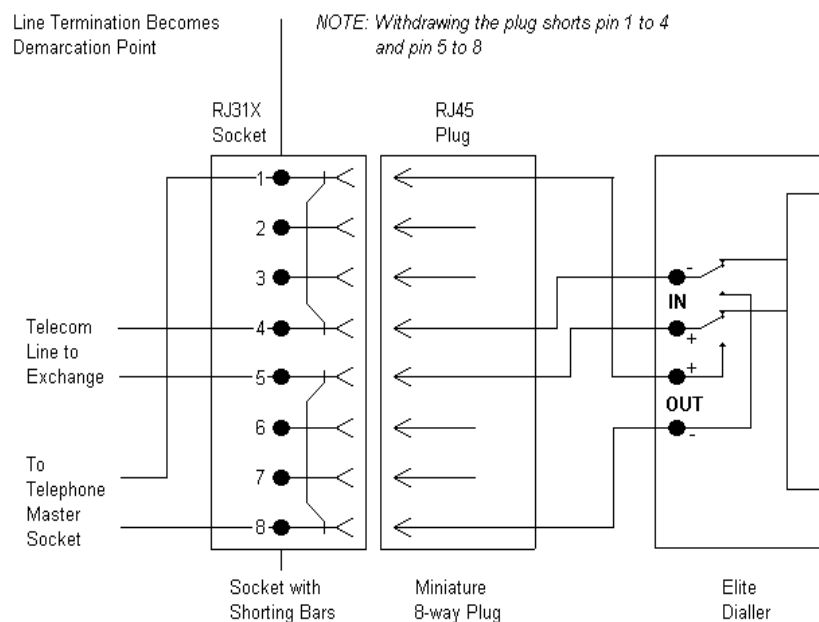 Line Termination Becomes
Demarcation Point
NOTE: Withdrawing the plug shorts pin 1 to 4
and pin 5 to 8
RJ31X
Socket
RJ45
Plug
1
2
3
4
5
6
7
8
Telecom
Line to
Exchange
To
Telephone
Master
Socket
-
IN
+
+
OUT
-
Socket with
Shorting Bars
Miniature
8-way Plug
Elite
Dialler